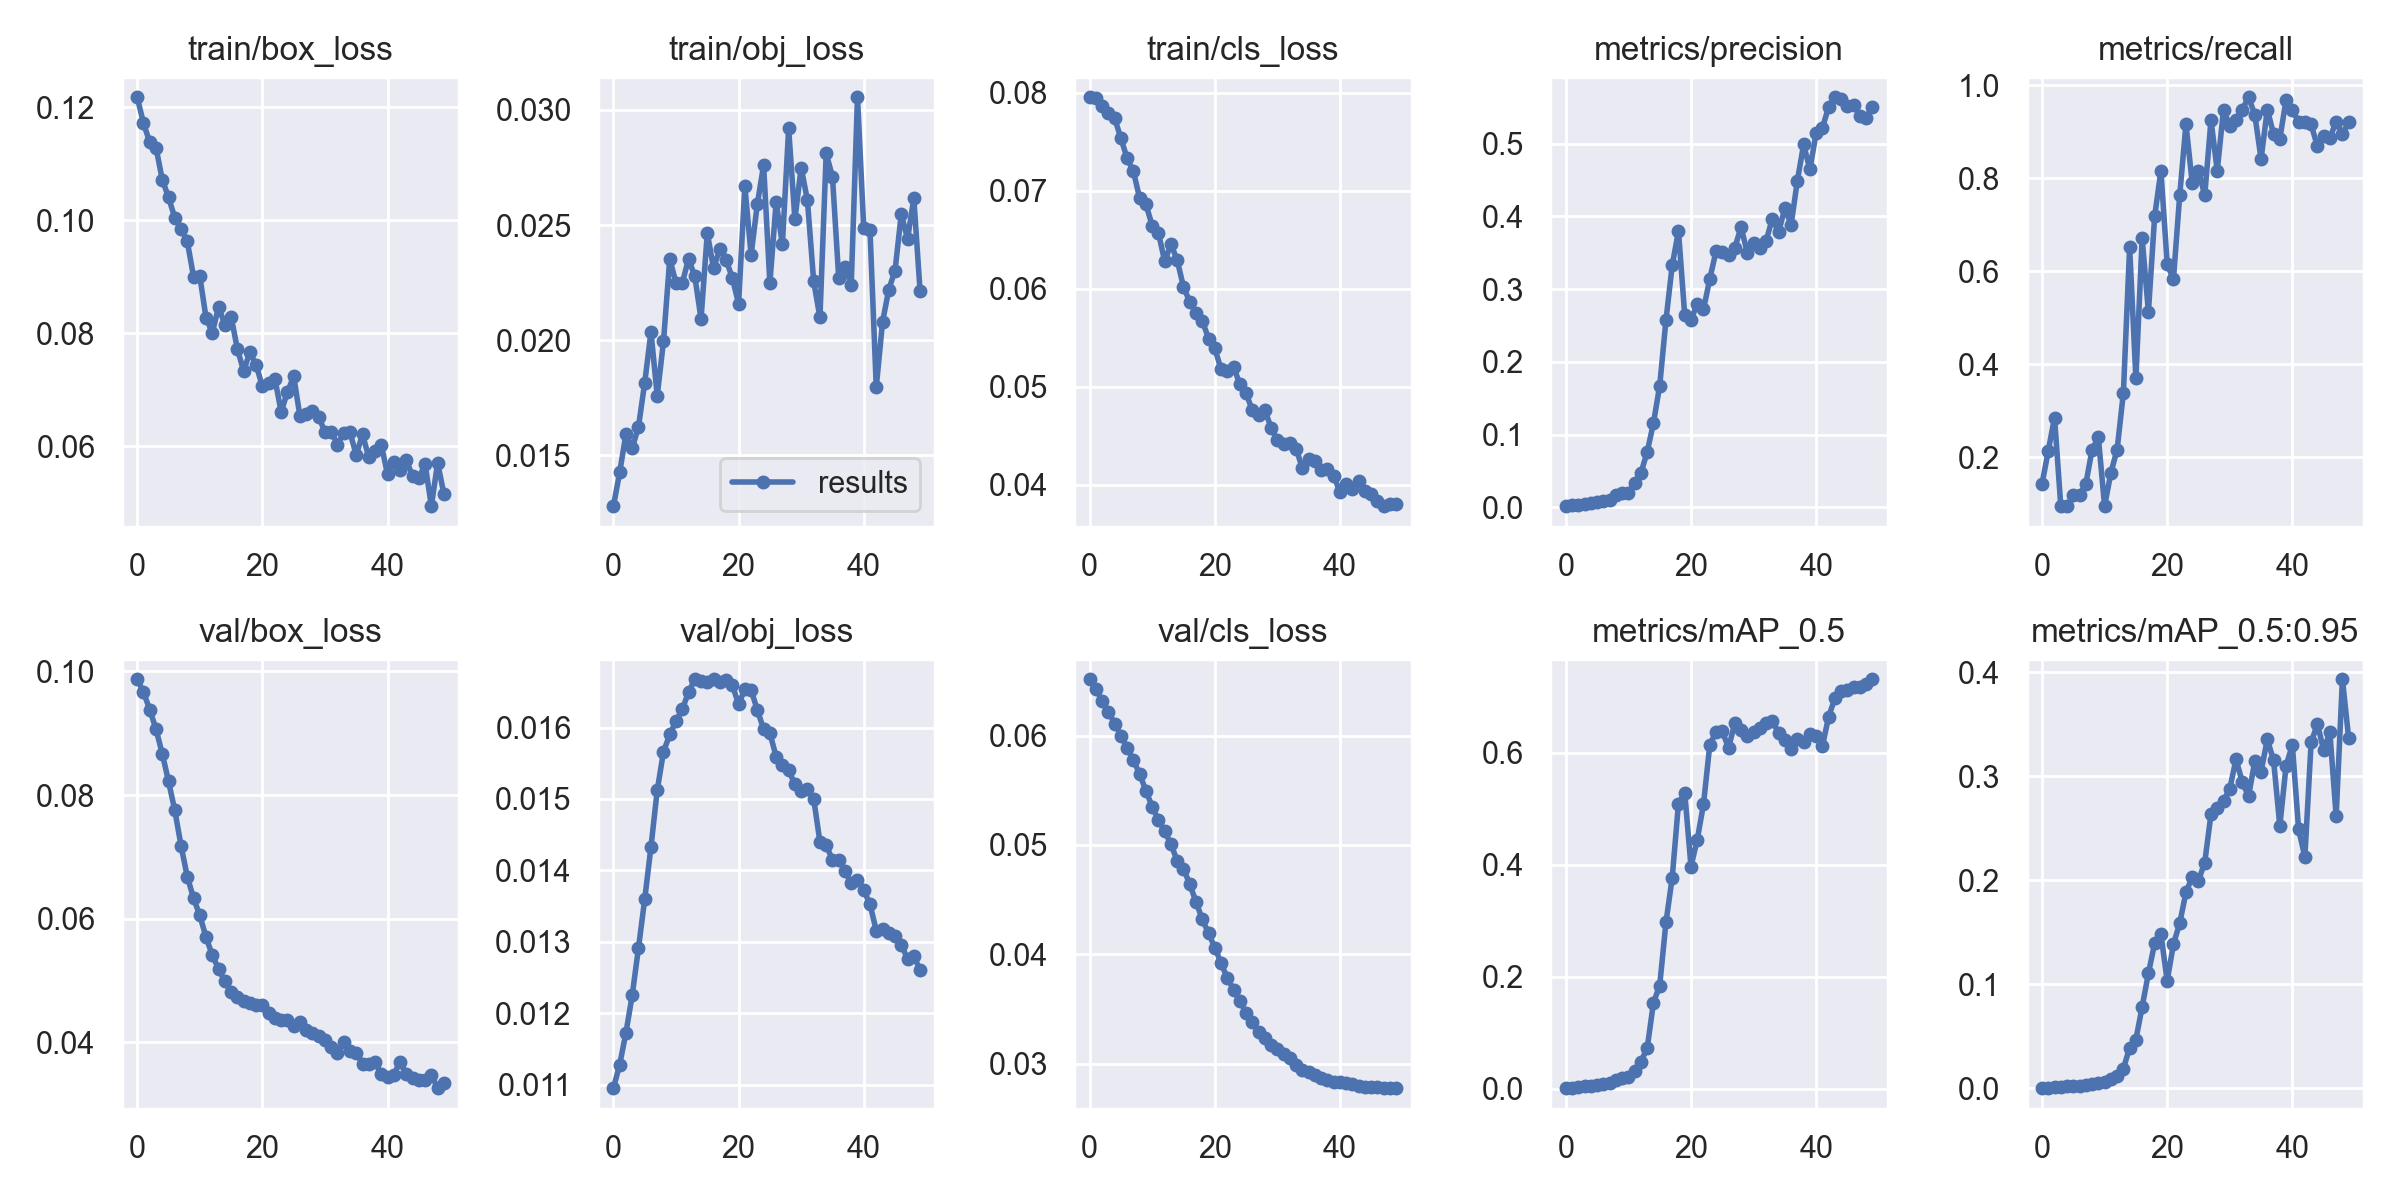 train/box_loss
0.12
0.10
0.08
0.06
0 20 40
train/obj_loss
0.030
0.025
0.020
0.015
results
0 20 40
train/cls_loss
0.08
0.07
0.06
0.05
0.04
0 20 40
metrics/precision
0.5
0.4
0.3
0.2
0.1
0.0
0 20 40
metrics/recall
1.0
0.8
0.6
0.4
0.2
0 20 40
val/box_loss
0.10
0.08
0.06
0.04
0 20 40
val/obj_loss
0.016
0.015
0.014
0.013
0.012
0.011
0 20 40
val/cls_loss
0.06
0.05
0.04
0.03
0 20 40
metrics/mAP_0.5
0.6
0.4
0.2
0.0
0 20 40
metrics/mAP_0.5:0.95
0.4
0.3
0.2
0.1
0.0
0 20 40